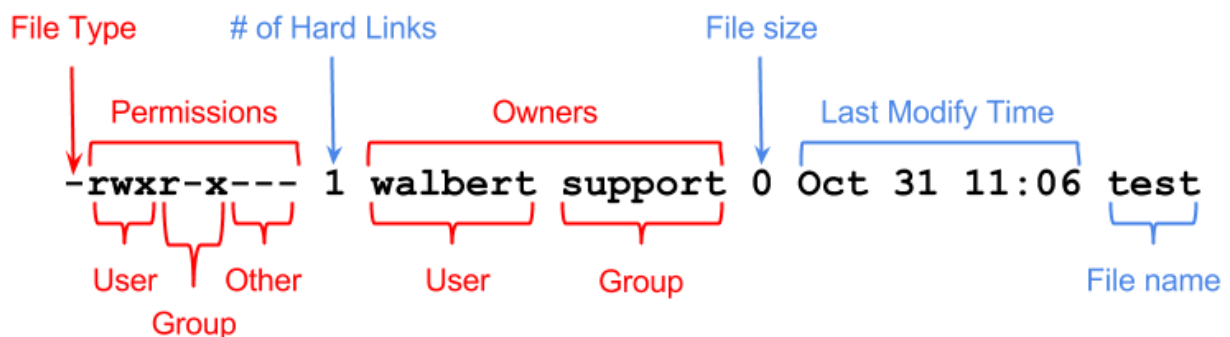 File Type # of Hard Links File size
Permissions Owners Last Modify Time
-rwxr-x--- 1 walbert support 0 Oct 31 11:06 test
User Other User Group File name
Group